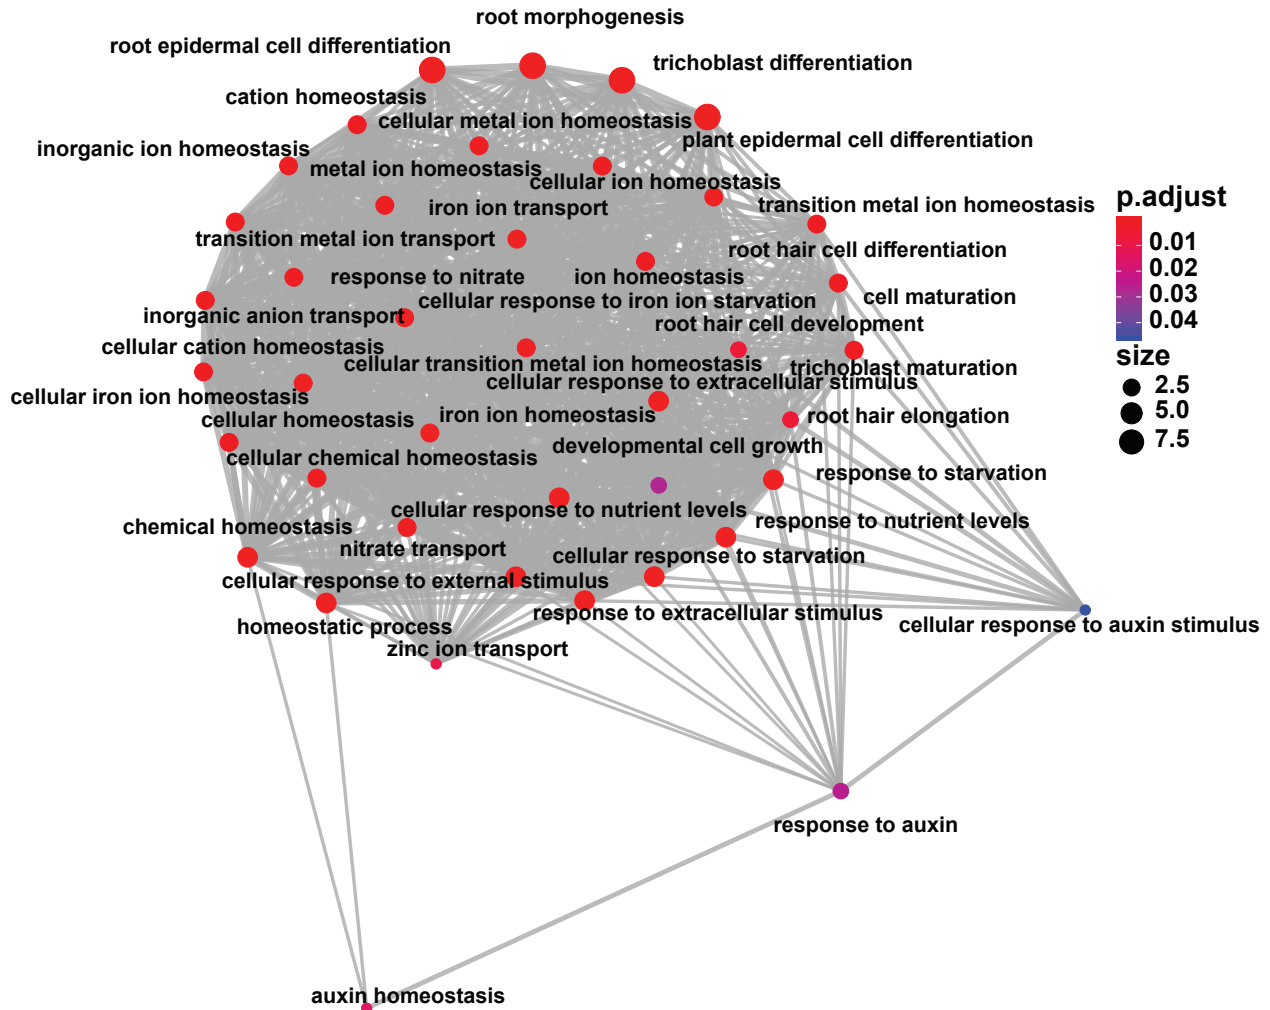 root morphogenesis
root epidermal cell differentiation
trichoblast differentiation
cation homeostasis
cellular metal ion homeostasis
plant epidermal cell differentiation
inorganic ion homeostasis
metal ion homeostasis
cellular ion homeostasis
iron ion transport
transition metal ion homeostasis
transition metal ion transport
root hair cell differentiation
response to nitrate
ion homeostasis
cell maturation
cellular response to iron ion starvation
inorganic anion transport
root hair cell development
cellular cation homeostasis
cellular transition metal ion homeostasis
trichoblast maturation
cellular response to extracellular stimulus
cellular iron ion homeostasis
cellular homeostasis
iron ion homeostasis
root hair elongation
developmental cell growth
cellular chemical homeostasis
response to starvation
cellular response to nutrient levels
response to nutrient levels
chemical homeostasis
nitrate transport
cellular response to starvation
cellular response to external stimulus
response to extracellular stimulus
homeostatic process
cellular response to auxin stimulus
zinc ion transport
response to auxin
auxin homeostasis
p.adjust
0.01
0.02
0.03
0.04
size
2.5
5.0
7.5